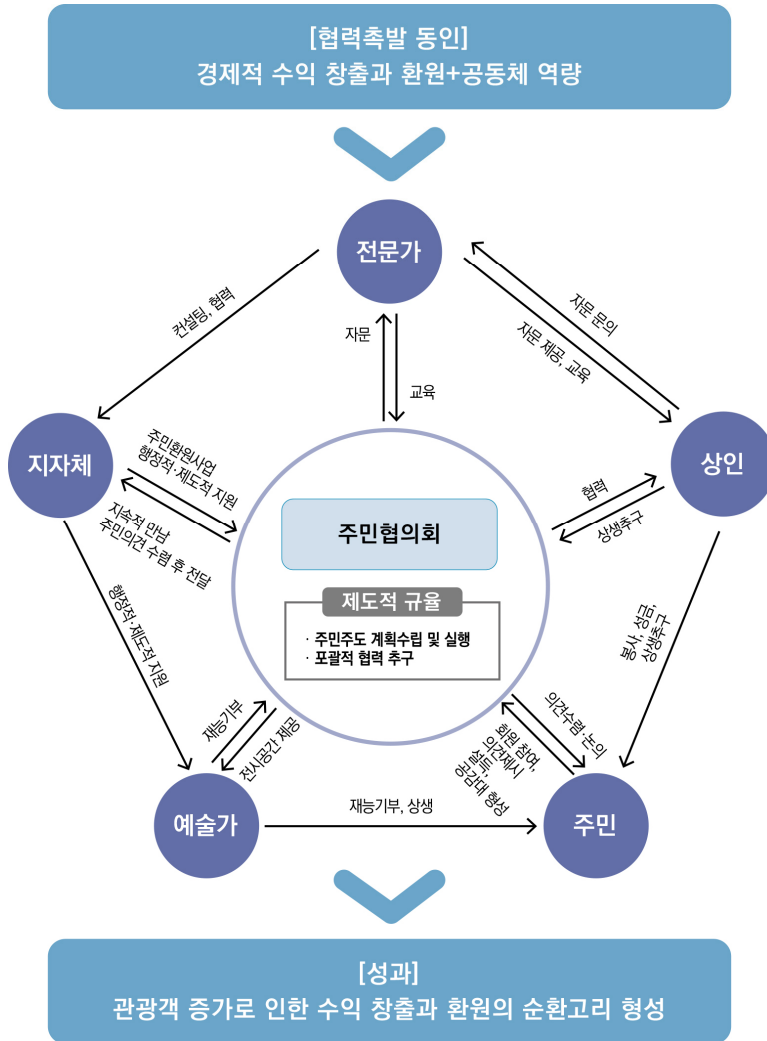 [협력촉발 동인]
경제적 수익 창출과 환원+공동체 역량
전문가
컨설팅, 협력
자문
교육
자문 문의
자문 제공, 교육
지자체
상인
주민환원사업
행정적·제도적 지원
지속적 만남
주민의견 수렴 후 전달
협력
상생추구
주민협의회
제도적 규율
· 주민주도 계획수립 및 실행
· 포괄적 협력 추구
행정적·제도적 지원
봉사, 성금,
상생추구
재능기부
전시공간 제공
의견수렴·논의
회원 참여,
의견제시
설득,
공감대 형성
예술가
재능기부, 상생
주민
[성과]
관광객 증가로 인한 수익 창출과 환원의 순환고리 형성